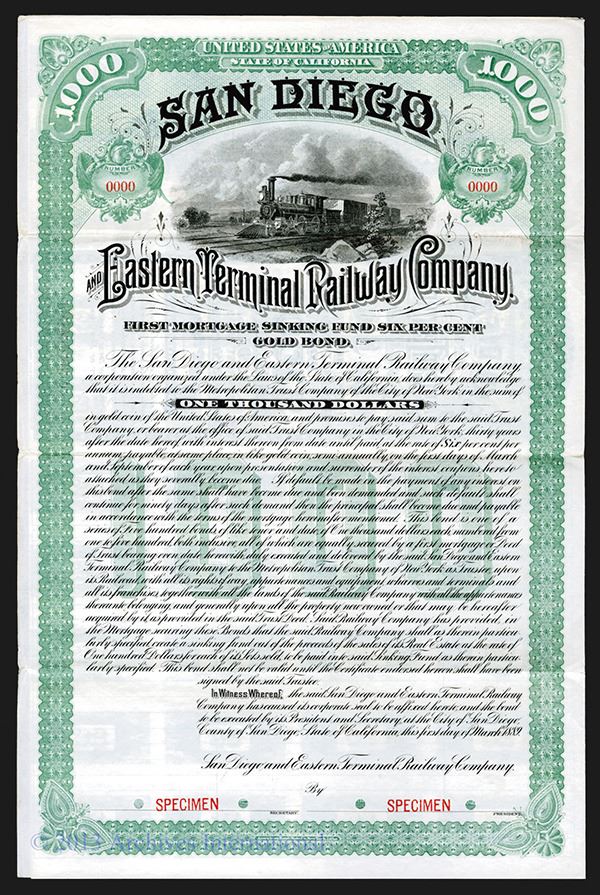 UNITED STATES OF AMERICA
STATE OF CALIFORNIA.
1000
1000
SAN DIEGO
NUMBER
0000
NUMBER
0000
AND Eastern Terminal Railway Company.
FIRST MORTGAGE SINKING FUND SIX PER CENT
GOLD BOND.
The San Diego and Eastern Terminal Railway Company
a corporation organized under the Laws of the State of California, does hereby acknowledge
that it is indebted to the Metropolitan Trust Company of the City of New York in the sum of
ONE THOUSAND DOLLARS
in gold coin of the United States of America, and promises to pay said sum to the said Trust
Company, or bearer at the office of said Trust Company, in the City of New York, thirty years
after the date hereof with interest thereon from date until paid at the rate of Six per cent per
annum, payable, at same place, in like gold coin, semi-annually, on the first days of March
and September of each year, upon presentation and surrender of the annexed coupons hereto
attached as they severally become due. If default be made in the payment of any interest on
this bond after the same shall have become due and been demanded and such default shall
continue for ninety days after such demand then the principal shall become due and payable
in accordance with the terms of the mortgage hereinafter mentioned. This bond is one of a
series of Five hundred bonds of like tenor and date of One thousand dollars each, numbered from
one to five hundred, both inclusive, all of which are equally secured by a first Mortgage or Deed
of Trust bearing even date herewith, duly executed and delivered by the said San Diego and Eastern
Terminal Railway Company to the Metropolitan Trust Company of New York as Trustee, upon
its Railroad, with all its rights of way, appurtenances and equipment, wharves and terminals and
all its franchises, together with all the lands of the said Railway Company with all the appurtenances
thereunto belonging, and generally upon all the property now owned or that may be hereafter
acquired by it as provided in the said Trust Deed. Said Railway Company has provided, in
the Mortgage securing these Bonds that the said Railway Company shall as therein particu-
larly specified create a sinking fund out of the proceeds of the sales of its Real Estate at the rate of
One hundred Dollars for each of its lots sold, to be paid into said Sinking Fund as therein particu-
larly specified. This bond shall not be valid until the Certificate endorsed hereon shall have been
signed by the said Trustee.
In Witness Whereof, the said San Diego and Eastern Terminal Railway
Company has caused its corporate seal to be affixed hereto, and the bond
to be executed by its President and Secretary, at the City of San Diego,
County of San Diego, State of California, this first day of March 1889.
San Diego and Eastern Terminal Railway Company.
By
SPECIMEN
SPECIMEN
SECRETARY
PRESIDENT
© 2013 Archives International